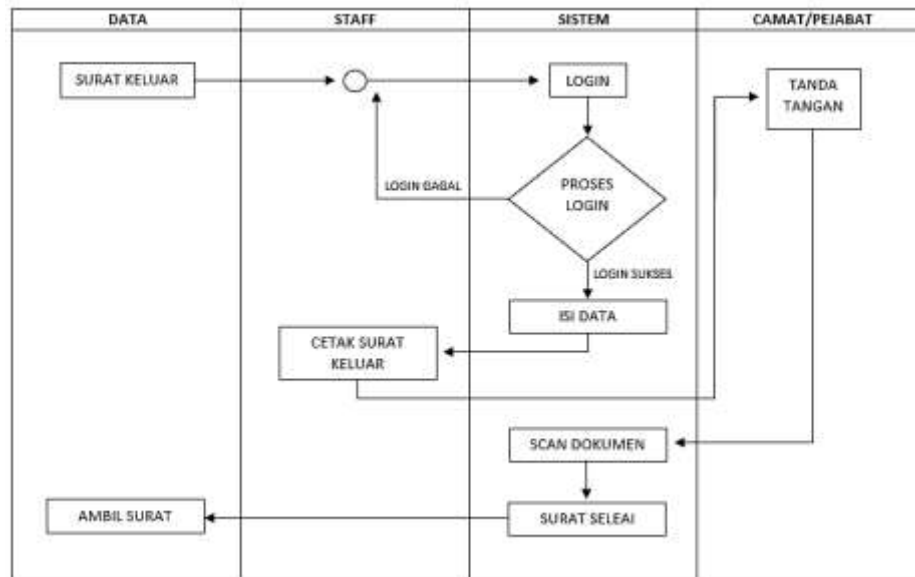 DATA
STAFF
SISTEM
CAMAT/PEJABAT
SURAT KELUAR
LOGIN
TANDA
TANGAN
PROSES
LOGIN
LOGIN GAGAL
LOGIN SUKSES
ISI DATA
CETAK SURAT
KELUAR
SCAN DOKUMEN
AMBIL SURAT
SURAT SELEAI